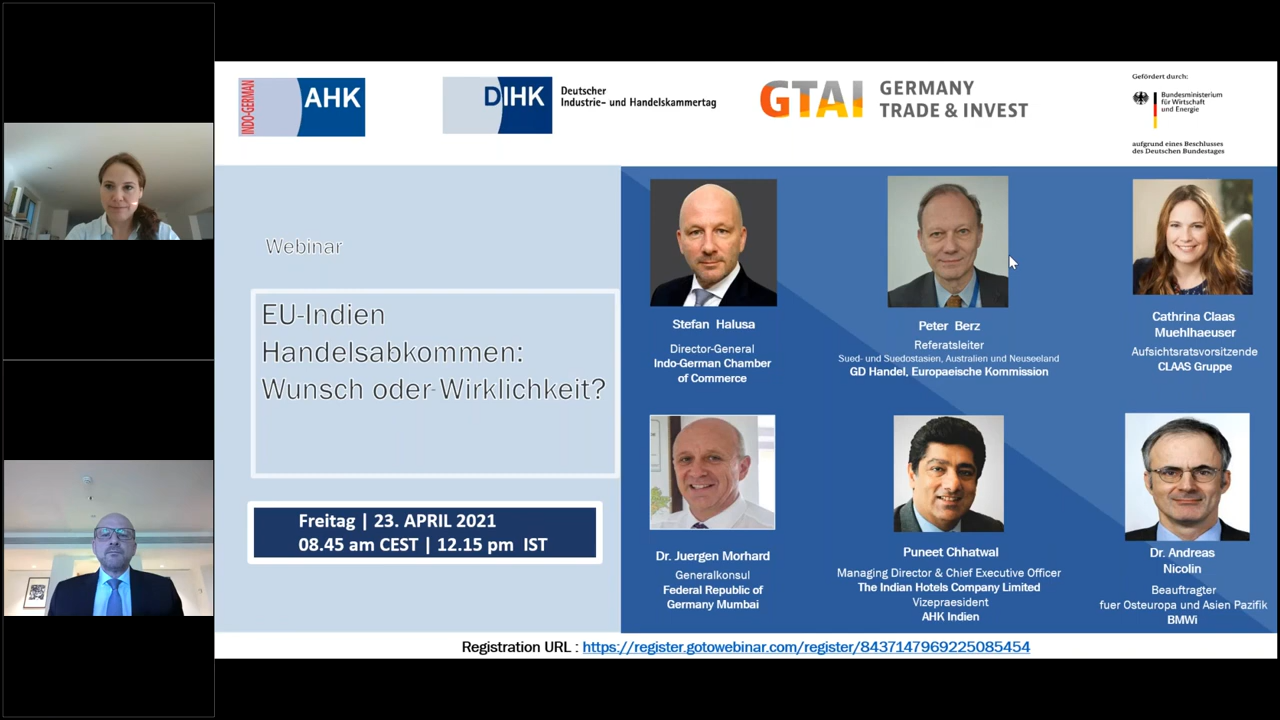 INDO-GERMAN
AHK
DIHK
Deutscher
Industrie- und Handelskammertag
GTAI
GERMANY
TRADE & INVEST
Gefördert durch:
Bundesministerium
für Wirtschaft
und Energie
aufgrund eines Beschlusses
des Deutschen Bundestages
Webinar
EU-Indien
Handelsabkommen:
Wunsch oder Wirklichkeit?
Freitag | 23. APRIL 2021
08.45 am CEST | 12.15 pm IST
Stefan Halusa
Director-General
Indo-German Chamber
of Commerce
Peter Berz
Referatsleiter
Sued- und Suedostasien, Australien und Neuseeland
GD Handel, Europaeische Kommission
Cathrina Claas
Muehlhaeuser
Aufsichtsratsvorsitzende
CLAAS Gruppe
Dr. Juergen Morhard
Generalkonsul
Federal Republic of
Germany Mumbai
Puneet Chhatwal
Managing Director & Chief Executive Officer
The Indian Hotels Company Limited
Vizepraesident
AHK Indien
Dr. Andreas
Nicolin
Beauftragter
fuer Osteuropa und Asien Pazifik
BMWi
Registration URL : https://register.gotowebinar.com/register/8437147969225085454